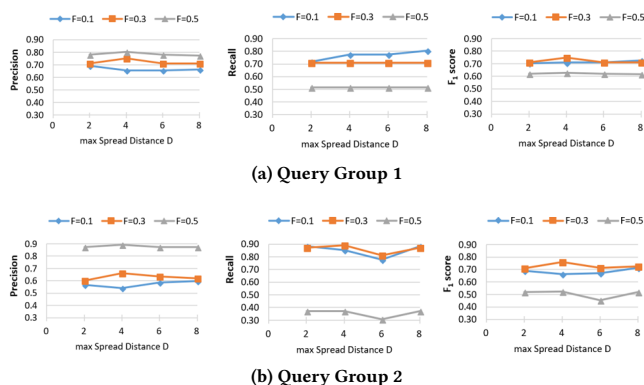 F=0.1 F=0.3 F=0.5
Precision
0.90
0.80
0.70
0.60
0.50
0.40
0.30
0 2 4 6 8
max Spread Distance D
F=0.1 F=0.3 F=0.5
Recall
0.90
0.80
0.70
0.60
0.50
0.40
0.30
0 2 4 6 8
max Spread Distance D
F=0.1 F=0.3 F=0.5
F₁ score
0.90
0.80
0.70
0.60
0.50
0.40
0.30
0 2 4 6 8
max Spread Distance D
(a) Query Group 1
F=0.1 F=0.3 F=0.5
Precision
0.9
0.8
0.7
0.6
0.5
0.4
0.3
0 2 4 6 8
max Spread Distance D
F=0.1 F=0.3 F=0.5
Recall
0.90
0.80
0.70
0.60
0.50
0.40
0.30
0 2 4 6 8
max Spread Distance D
F=0.1 F=0.3 F=0.5
F₁ score
0.90
0.80
0.70
0.60
0.50
0.40
0.30
0 2 4 6 8
max Spread Distance D
(b) Query Group 2